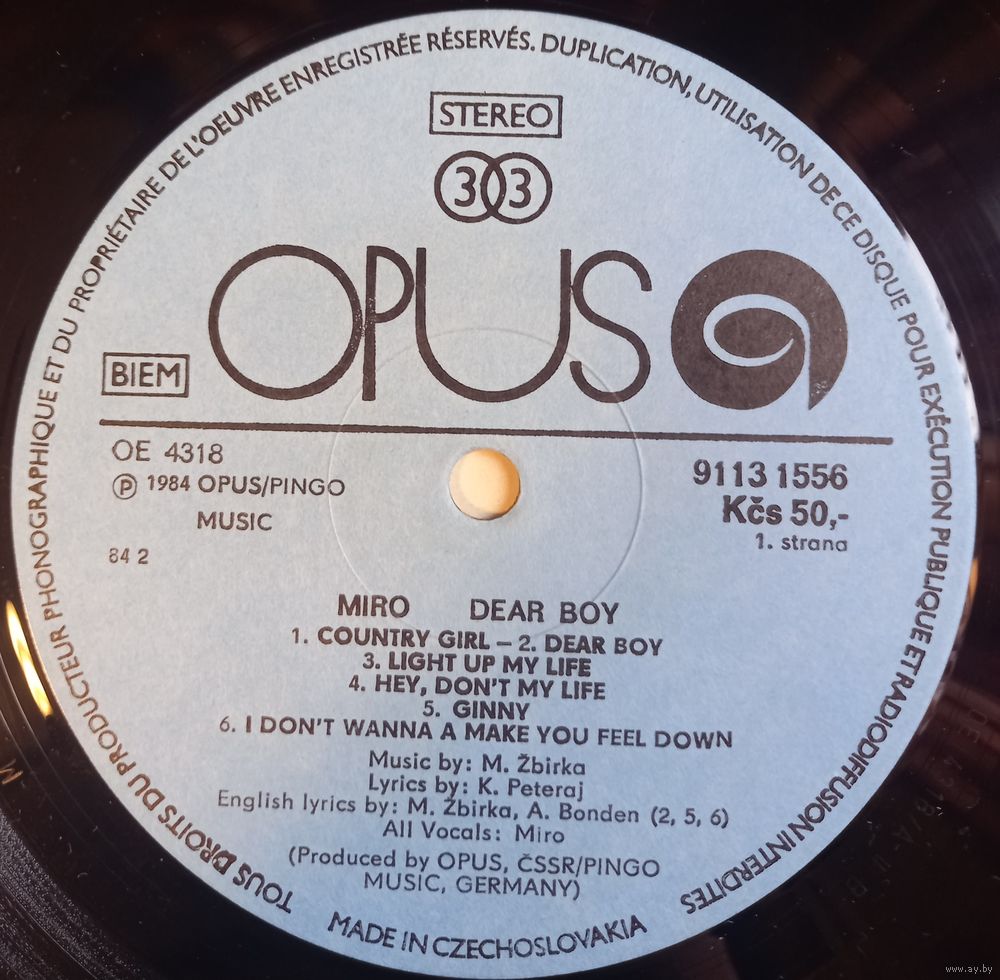 TOUS DROITS DU PRODUCTEUR PHONOGRAPHIQUE ET DU PROPRIÉTAIRE DE L'OEUVRE ENREGISTRÉE RÉSERVÉS. DUPLICATION, UTILISATION DE CE DISQUE POUR EXÉCUTION PUBLIQUE ET RADIODIFFUSION INTERDITES
STEREO
33
OPUS
BIEM
OE 4318
Ⓟ 1984 OPUS/PINGO
MUSIC
84 2
9113 1556
Kčs 50,-
1. strana
MIRO DEAR BOY
1. COUNTRY GIRL – 2. DEAR BOY
3. LIGHT UP MY LIFE
4. HEY, DON'T MY LIFE
5. GINNY
6. I DON'T WANNA A MAKE YOU FEEL DOWN
Music by: M. Žbirka
Lyrics by: K. Peteraj
English lyrics by: M. Žbirka, A. Bonden (2, 5, 6)
All Vocals: Miro
(Produced by OPUS, ČSSR/PINGO
MUSIC, GERMANY)
MADE IN CZECHOSLOVAKIA
www.ay.by